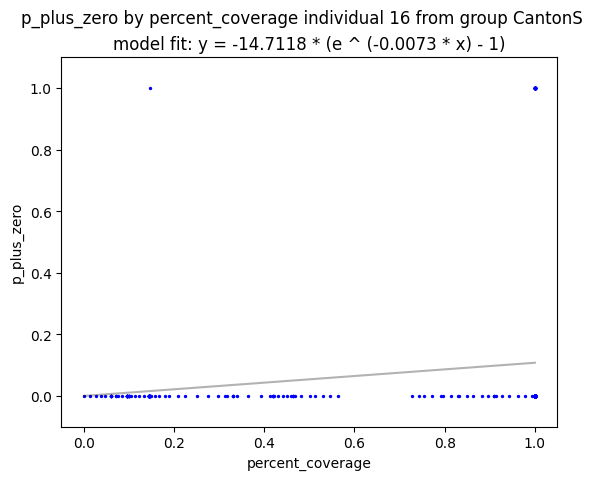 p_plus_zero by percent_coverage individual 16 from group CantonS
model fit: y = -14.7118 * (e ^ (-0.0073 * x) - 1)
1.0
0.8
0.6
0.4
0.2
0.0
p_plus_zero
0.0 0.2 0.4 0.6 0.8 1.0
percent_coverage